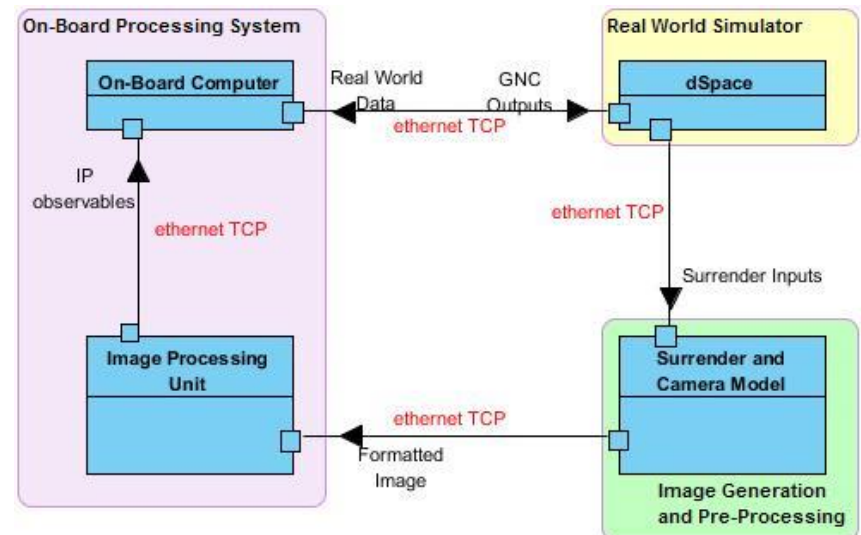 On-Board Processing System
Real World Simulator
On-Board Computer
Real World
Data
GNC
Outputs
dSpace
ethernet TCP
IP
observables
ethernet TCP
ethernet TCP
Surrender Inputs
Image Processing
Unit
Surrender and
Camera Model
ethernet TCP
Formatted
Image
Image Generation
and Pre-Processing